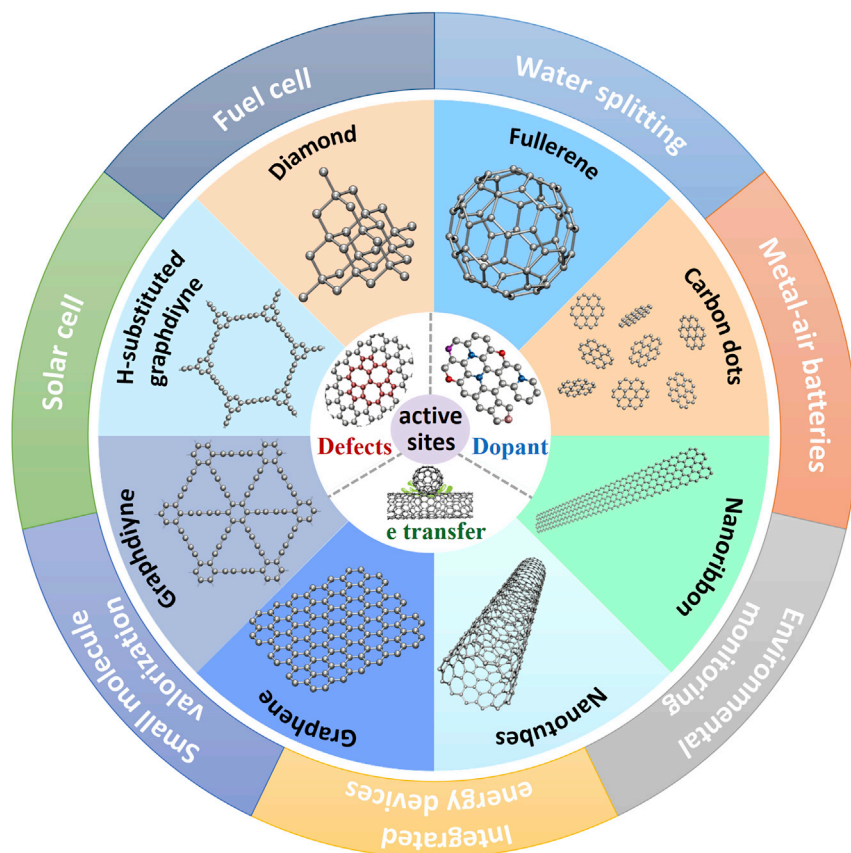 Fuel cell
Water splitting
Metal-air batteries
Environmental
monitoring
Integrated
energy devices
Small molecule
valorization
Solar cell
Diamond
Fullerene
Carbon dots
Nanoribbon
Nanotubes
Graphene
Graphdiyne
H-substituted
graphdiyne
active
sites
Defects
Dopant
e transfer